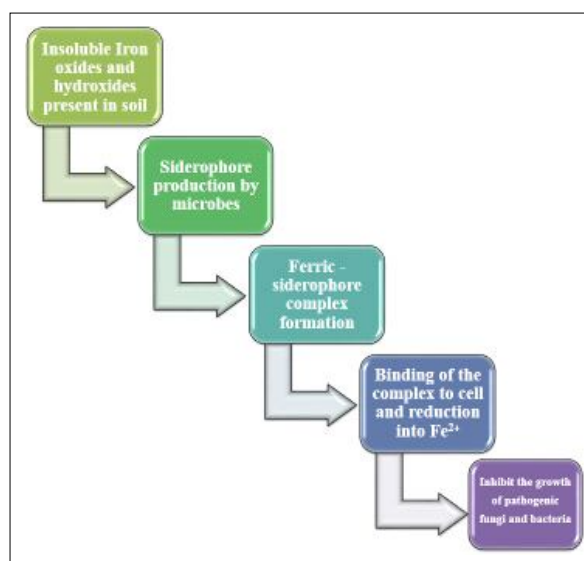 Insoluble Iron
oxides and
hydroxides
present in soil
Siderophore
production by
microbes
Ferric -
siderophore
complex
formation
Binding of the
complex to cell
and reduction
into Fe²⁺
Inhibit the growth
of pathogenic
fungi and bacteria